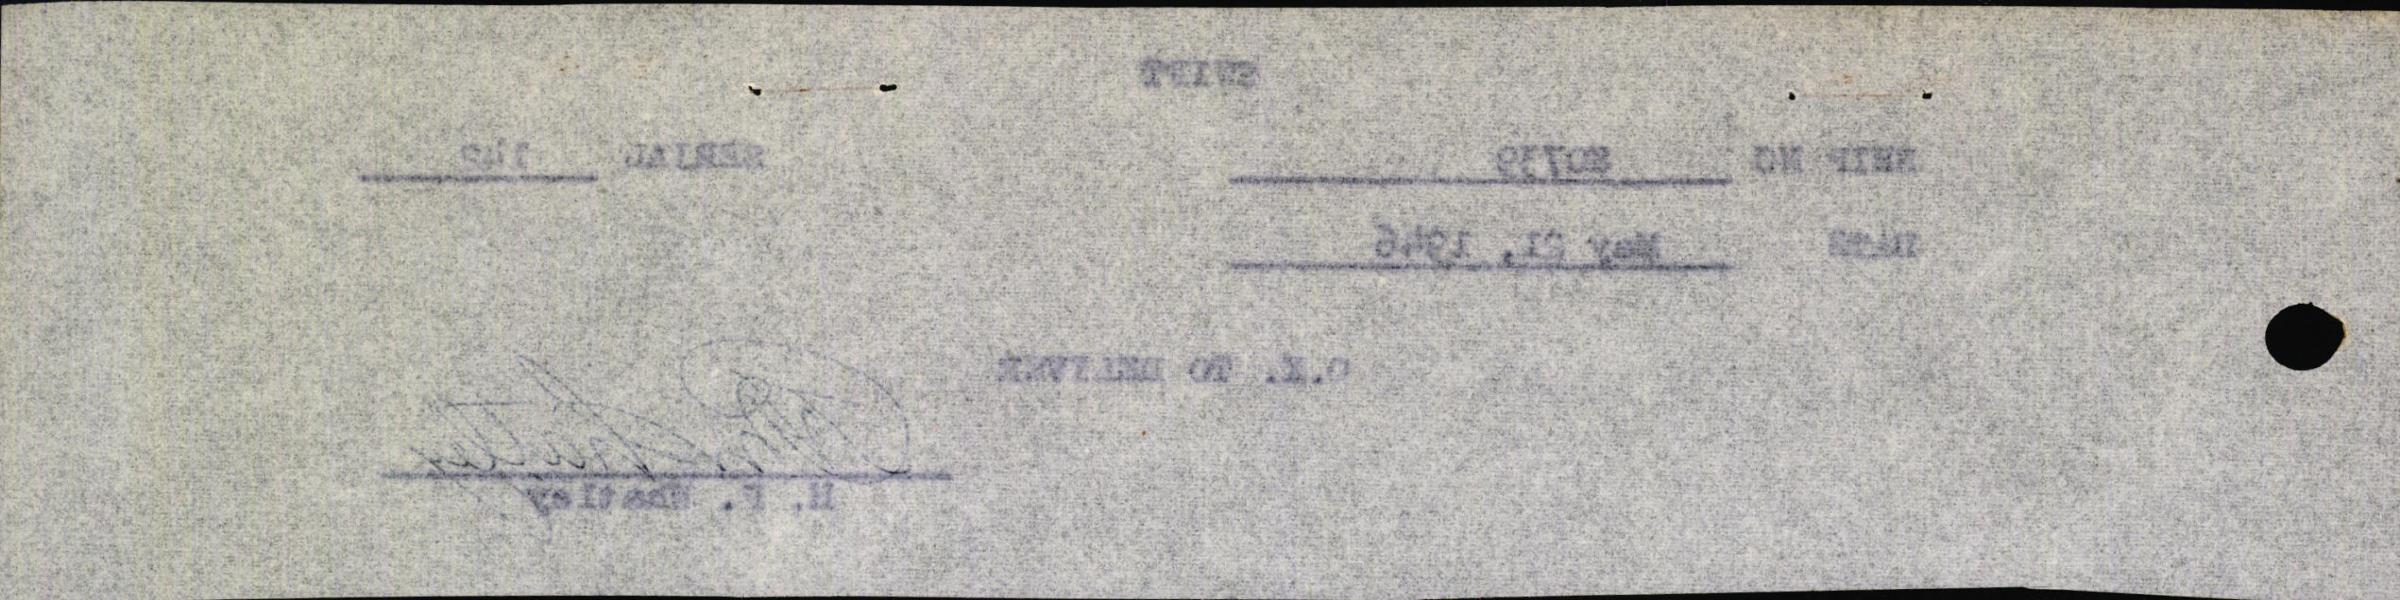 SWIFT
SHIP NO 80739 SERIAL 142
DATE May 21, 1946
O.K. TO DELIVER